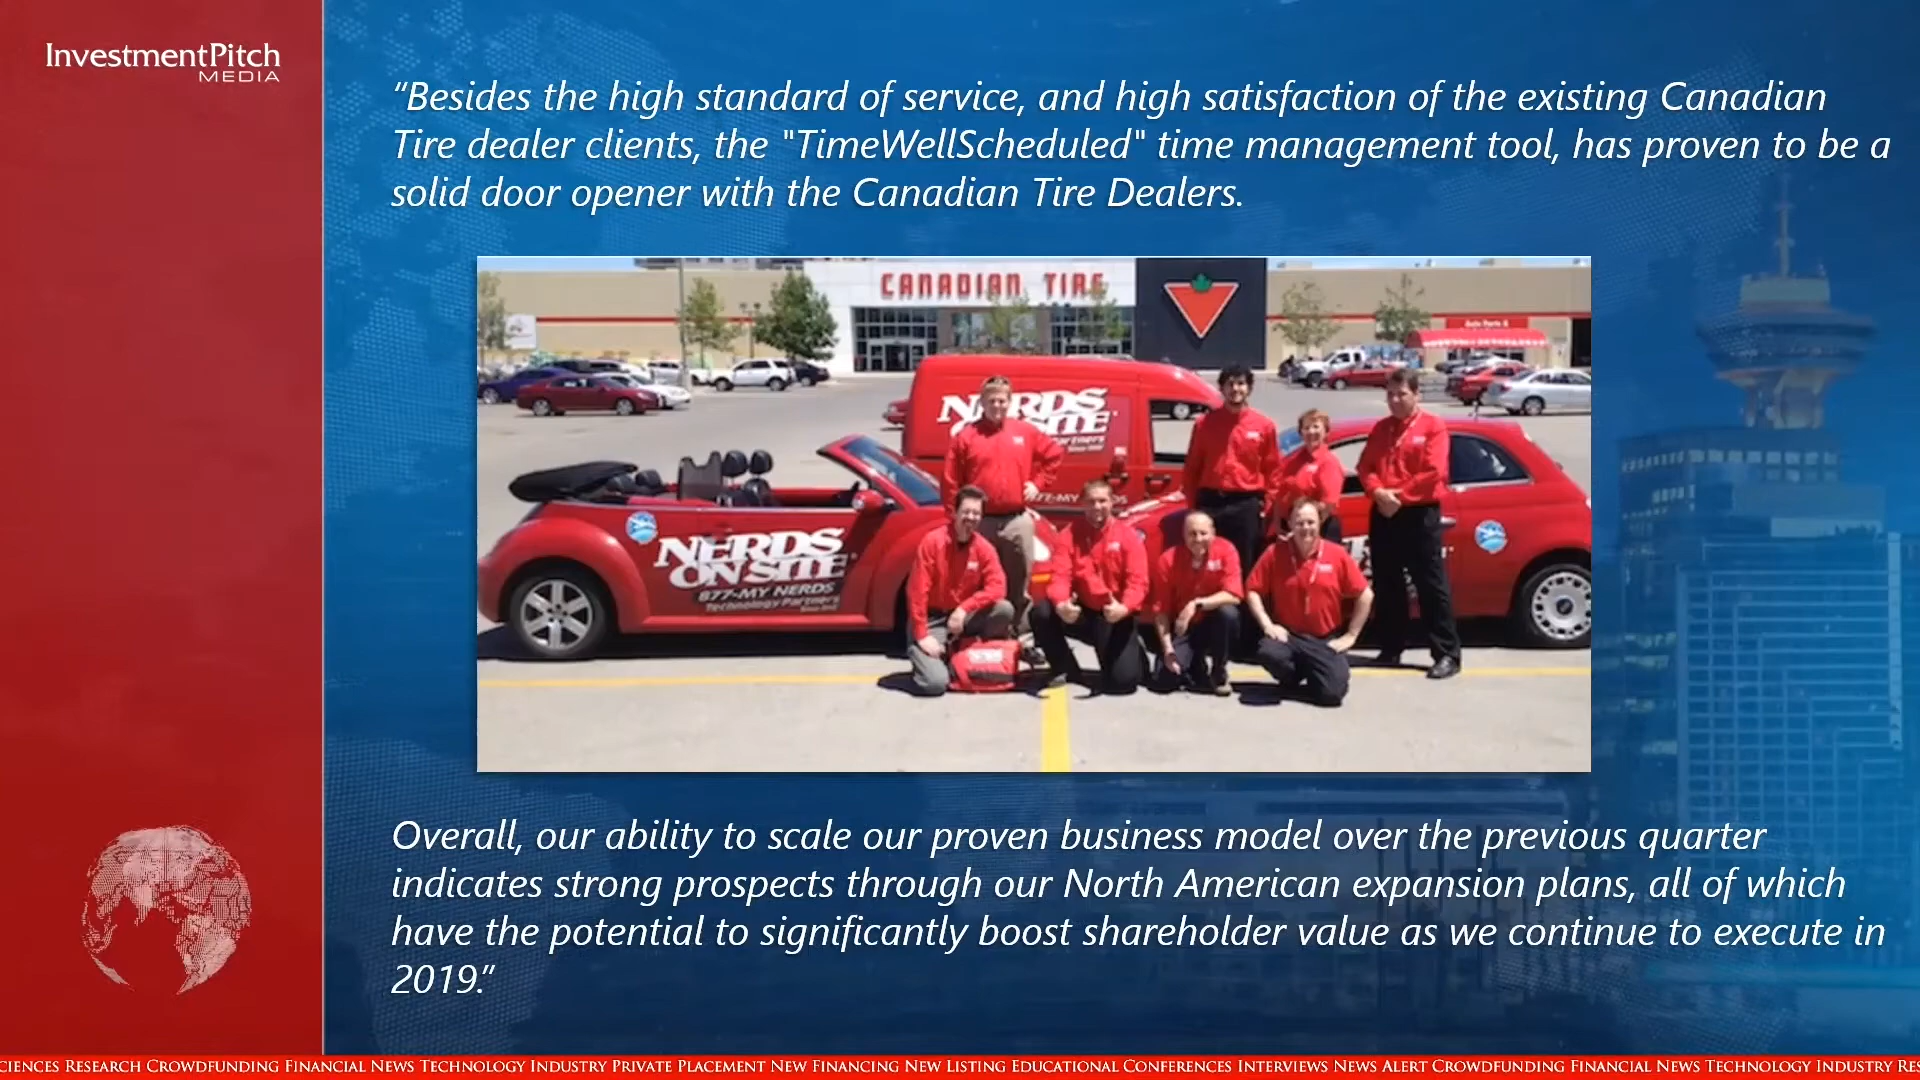 InvestmentPitch
MEDIA
“Besides the high standard of service, and high satisfaction of the existing Canadian
Tire dealer clients, the "TimeWellScheduled" time management tool, has proven to be a
solid door opener with the Canadian Tire Dealers.
CANADIAN TIRE
NERDS
ON SITE
NERDS
ON SITE
877-MY NERDS
Technology Partners
Overall, our ability to scale our proven business model over the previous quarter
indicates strong prospects through our North American expansion plans, all of which
have the potential to significantly boost shareholder value as we continue to execute in
2019.”
RESEARCH CROWDFUNDING FINANCIAL NEWS TECHNOLOGY INDUSTRY PRIVATE PLACEMENT NEW FINANCING NEW LISTING EDUCATIONAL CONFERENCES INTERVIEWS NEWS ALERT CROWDFUNDING FINANCIAL NEWS TECHNOLOGY INDUSTRY